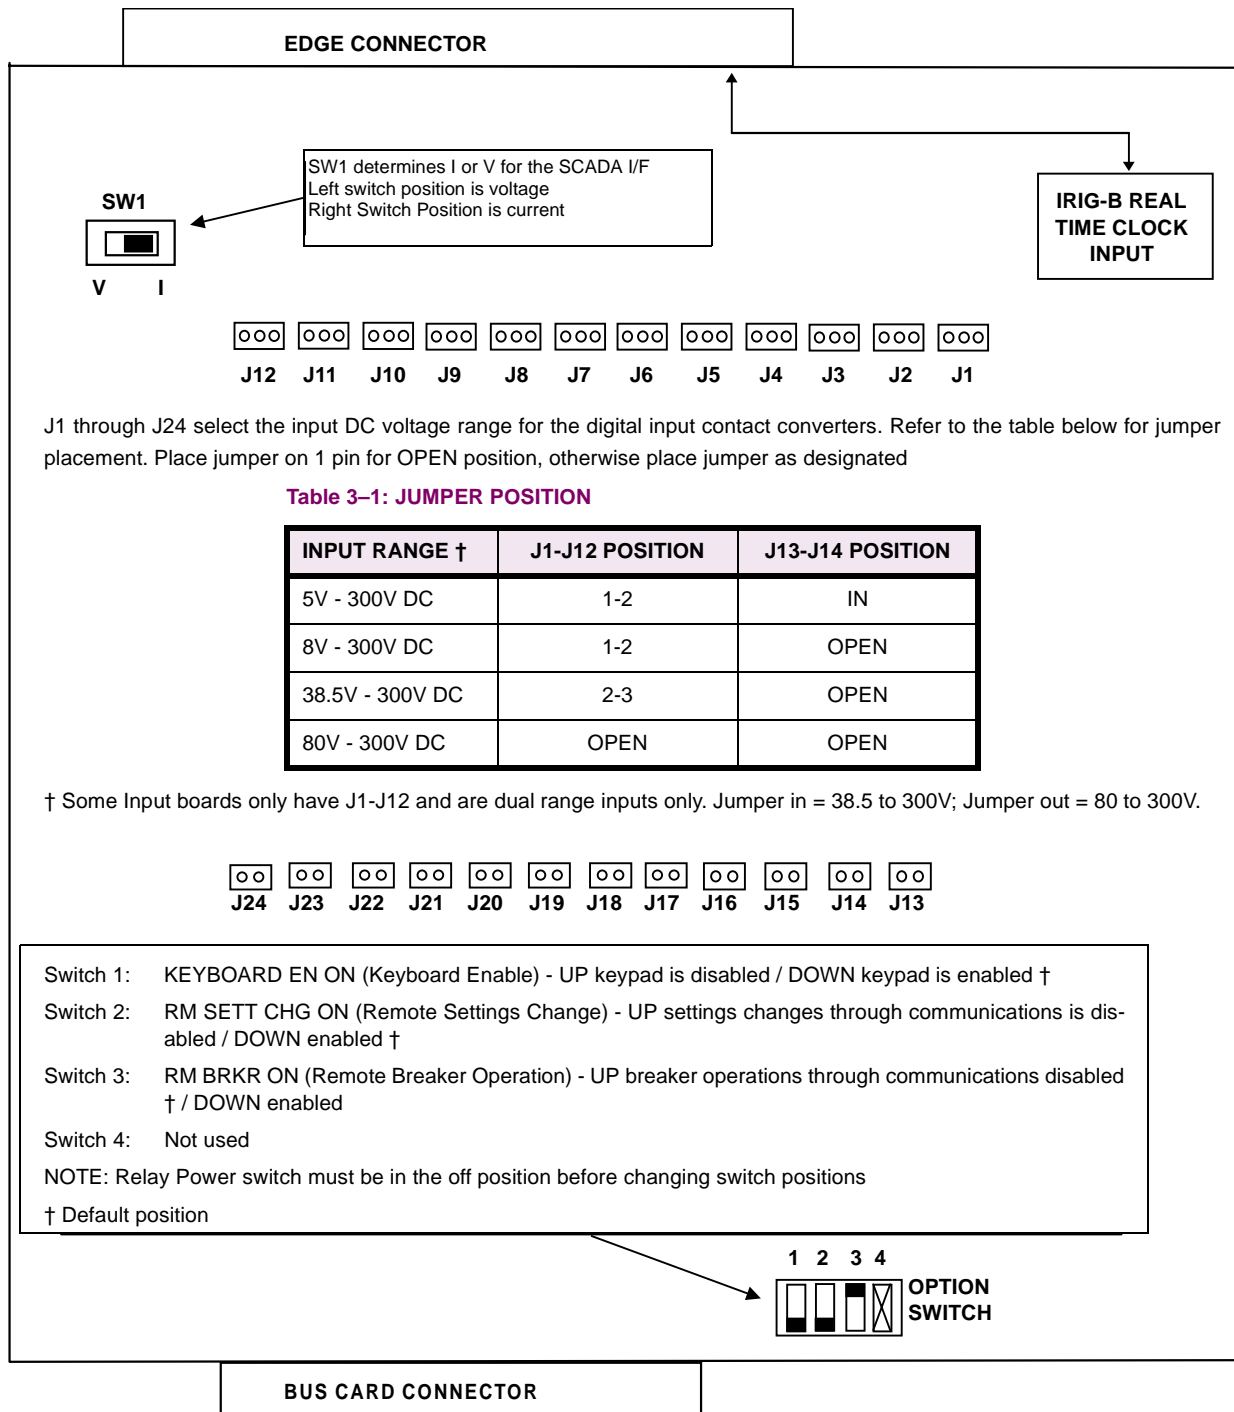 EDGE CONNECTOR
SW1 determines I or V for the SCADA I/F
Left switch position is voltage
Right Switch Position is current
SW1
V I
IRIG-B REAL
TIME CLOCK
INPUT
J12 J11 J10 J9 J8 J7 J6 J5 J4 J3 J2 J1
J1 through J24 select the input DC voltage range for the digital input contact converters. Refer to the table below for jumper
placement. Place jumper on 1 pin for OPEN position, otherwise place jumper as designated
Table 3–1: JUMPER POSITION
INPUT RANGE † J1-J12 POSITION J13-J14 POSITION
5V - 300V DC 1-2 IN
8V - 300V DC 1-2 OPEN
38.5V - 300V DC 2-3 OPEN
80V - 300V DC OPEN OPEN
† Some Input boards only have J1-J12 and are dual range inputs only. Jumper in = 38.5 to 300V; Jumper out = 80 to 300V.
J24 J23 J22 J21 J20 J19 J18 J17 J16 J15 J14 J13
Switch 1: KEYBOARD EN ON (Keyboard Enable) - UP keypad is disabled / DOWN keypad is enabled †
Switch 2: RM SETT CHG ON (Remote Settings Change) - UP settings changes through communications is dis-
abled / DOWN enabled †
Switch 3: RM BRKR ON (Remote Breaker Operation) - UP breaker operations through communications disabled
† / DOWN enabled
Switch 4: Not used
NOTE: Relay Power switch must be in the off position before changing switch positions
† Default position
1 2 3 4
OPTION
SWITCH
BUS CARD CONNECTOR